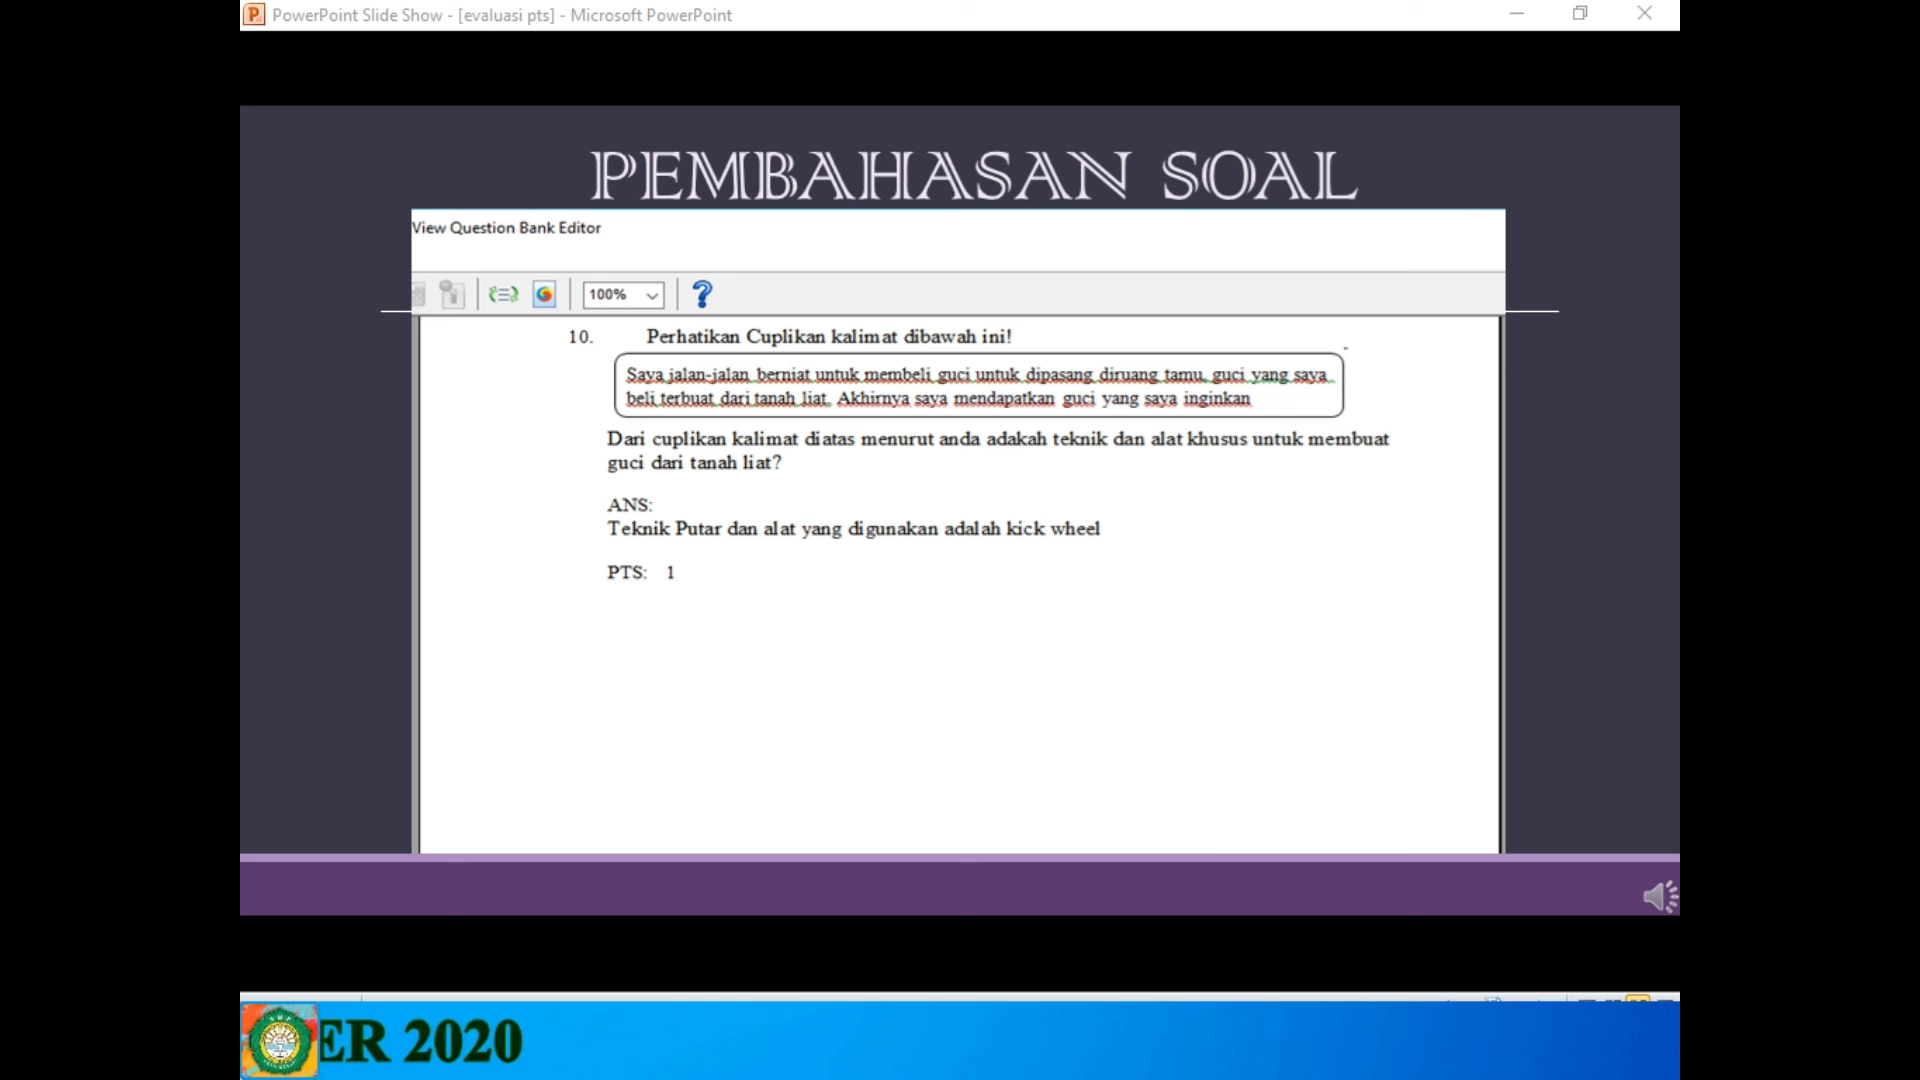 PowerPoint Slide Show - [evaluasi pts] - Microsoft PowerPoint
PEMBAHASAN SOAL
View Question Bank Editor
100%
10. Perhatikan Cuplikan kalimat dibawah ini!
Saya jalan-jalan berniat untuk membeli guci untuk dipasang diruang tamu, guci yang saya
beli terbuat dari tanah liat. Akhirnya saya mendapatkan guci yang saya inginkan
Dari cuplikan kalimat diatas menurut anda adakah teknik dan alat khusus untuk membuat
guci dari tanah liat?
ANS:
Teknik Putar dan alat yang digunakan adalah kick wheel
PTS: 1
ER 2020